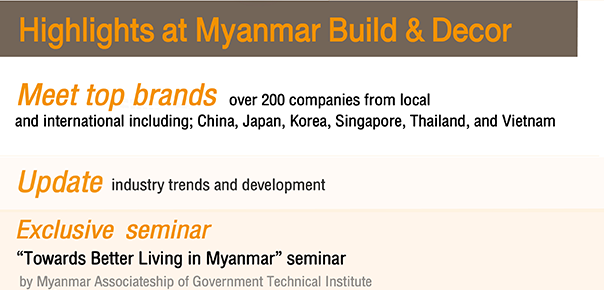 Highlights at Myanmar Build & Decor
Meet top brands over 200 companies from local
and international including; China, Japan, Korea, Singapore, Thailand, and Vietnam
Update industry trends and development
Exclusive seminar
“Towards Better Living in Myanmar” seminar
by Myanmar Associateship of Government Technical Institute